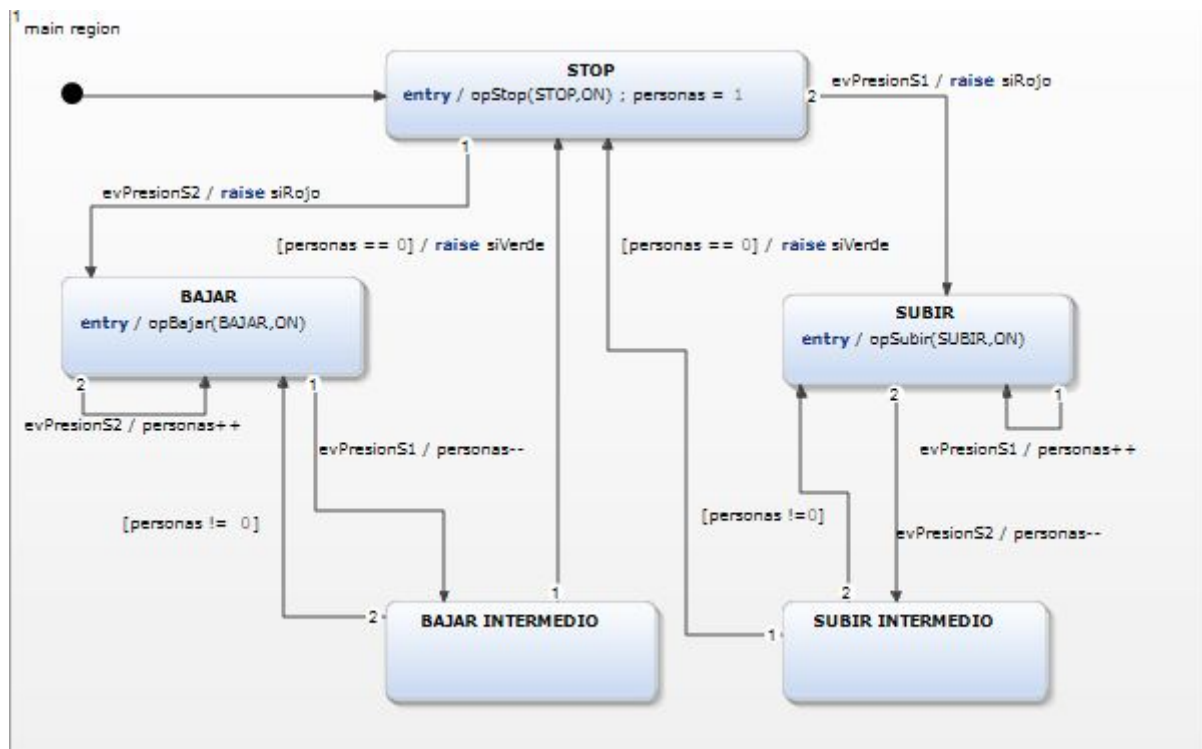 1
main region
STOP
entry / opStop(STOP,ON) ; personas = 1
evPresionS1 / raise siRojo
2
1
evPresionS2 / raise siRojo
[personas == 0] / raise siVerde
[personas == 0] / raise siVerde
BAJAR
entry / opBajar(BAJAR,ON)
SUBIR
entry / opSubir(SUBIR,ON)
2
1
2
1
evPresionS2 / personas++
evPresionS1 / personas--
evPresionS1 / personas++
[personas != 0]
[personas !=0]
evPresionS2 / personas--
1
2
2
BAJAR INTERMEDIO
1
SUBIR INTERMEDIO